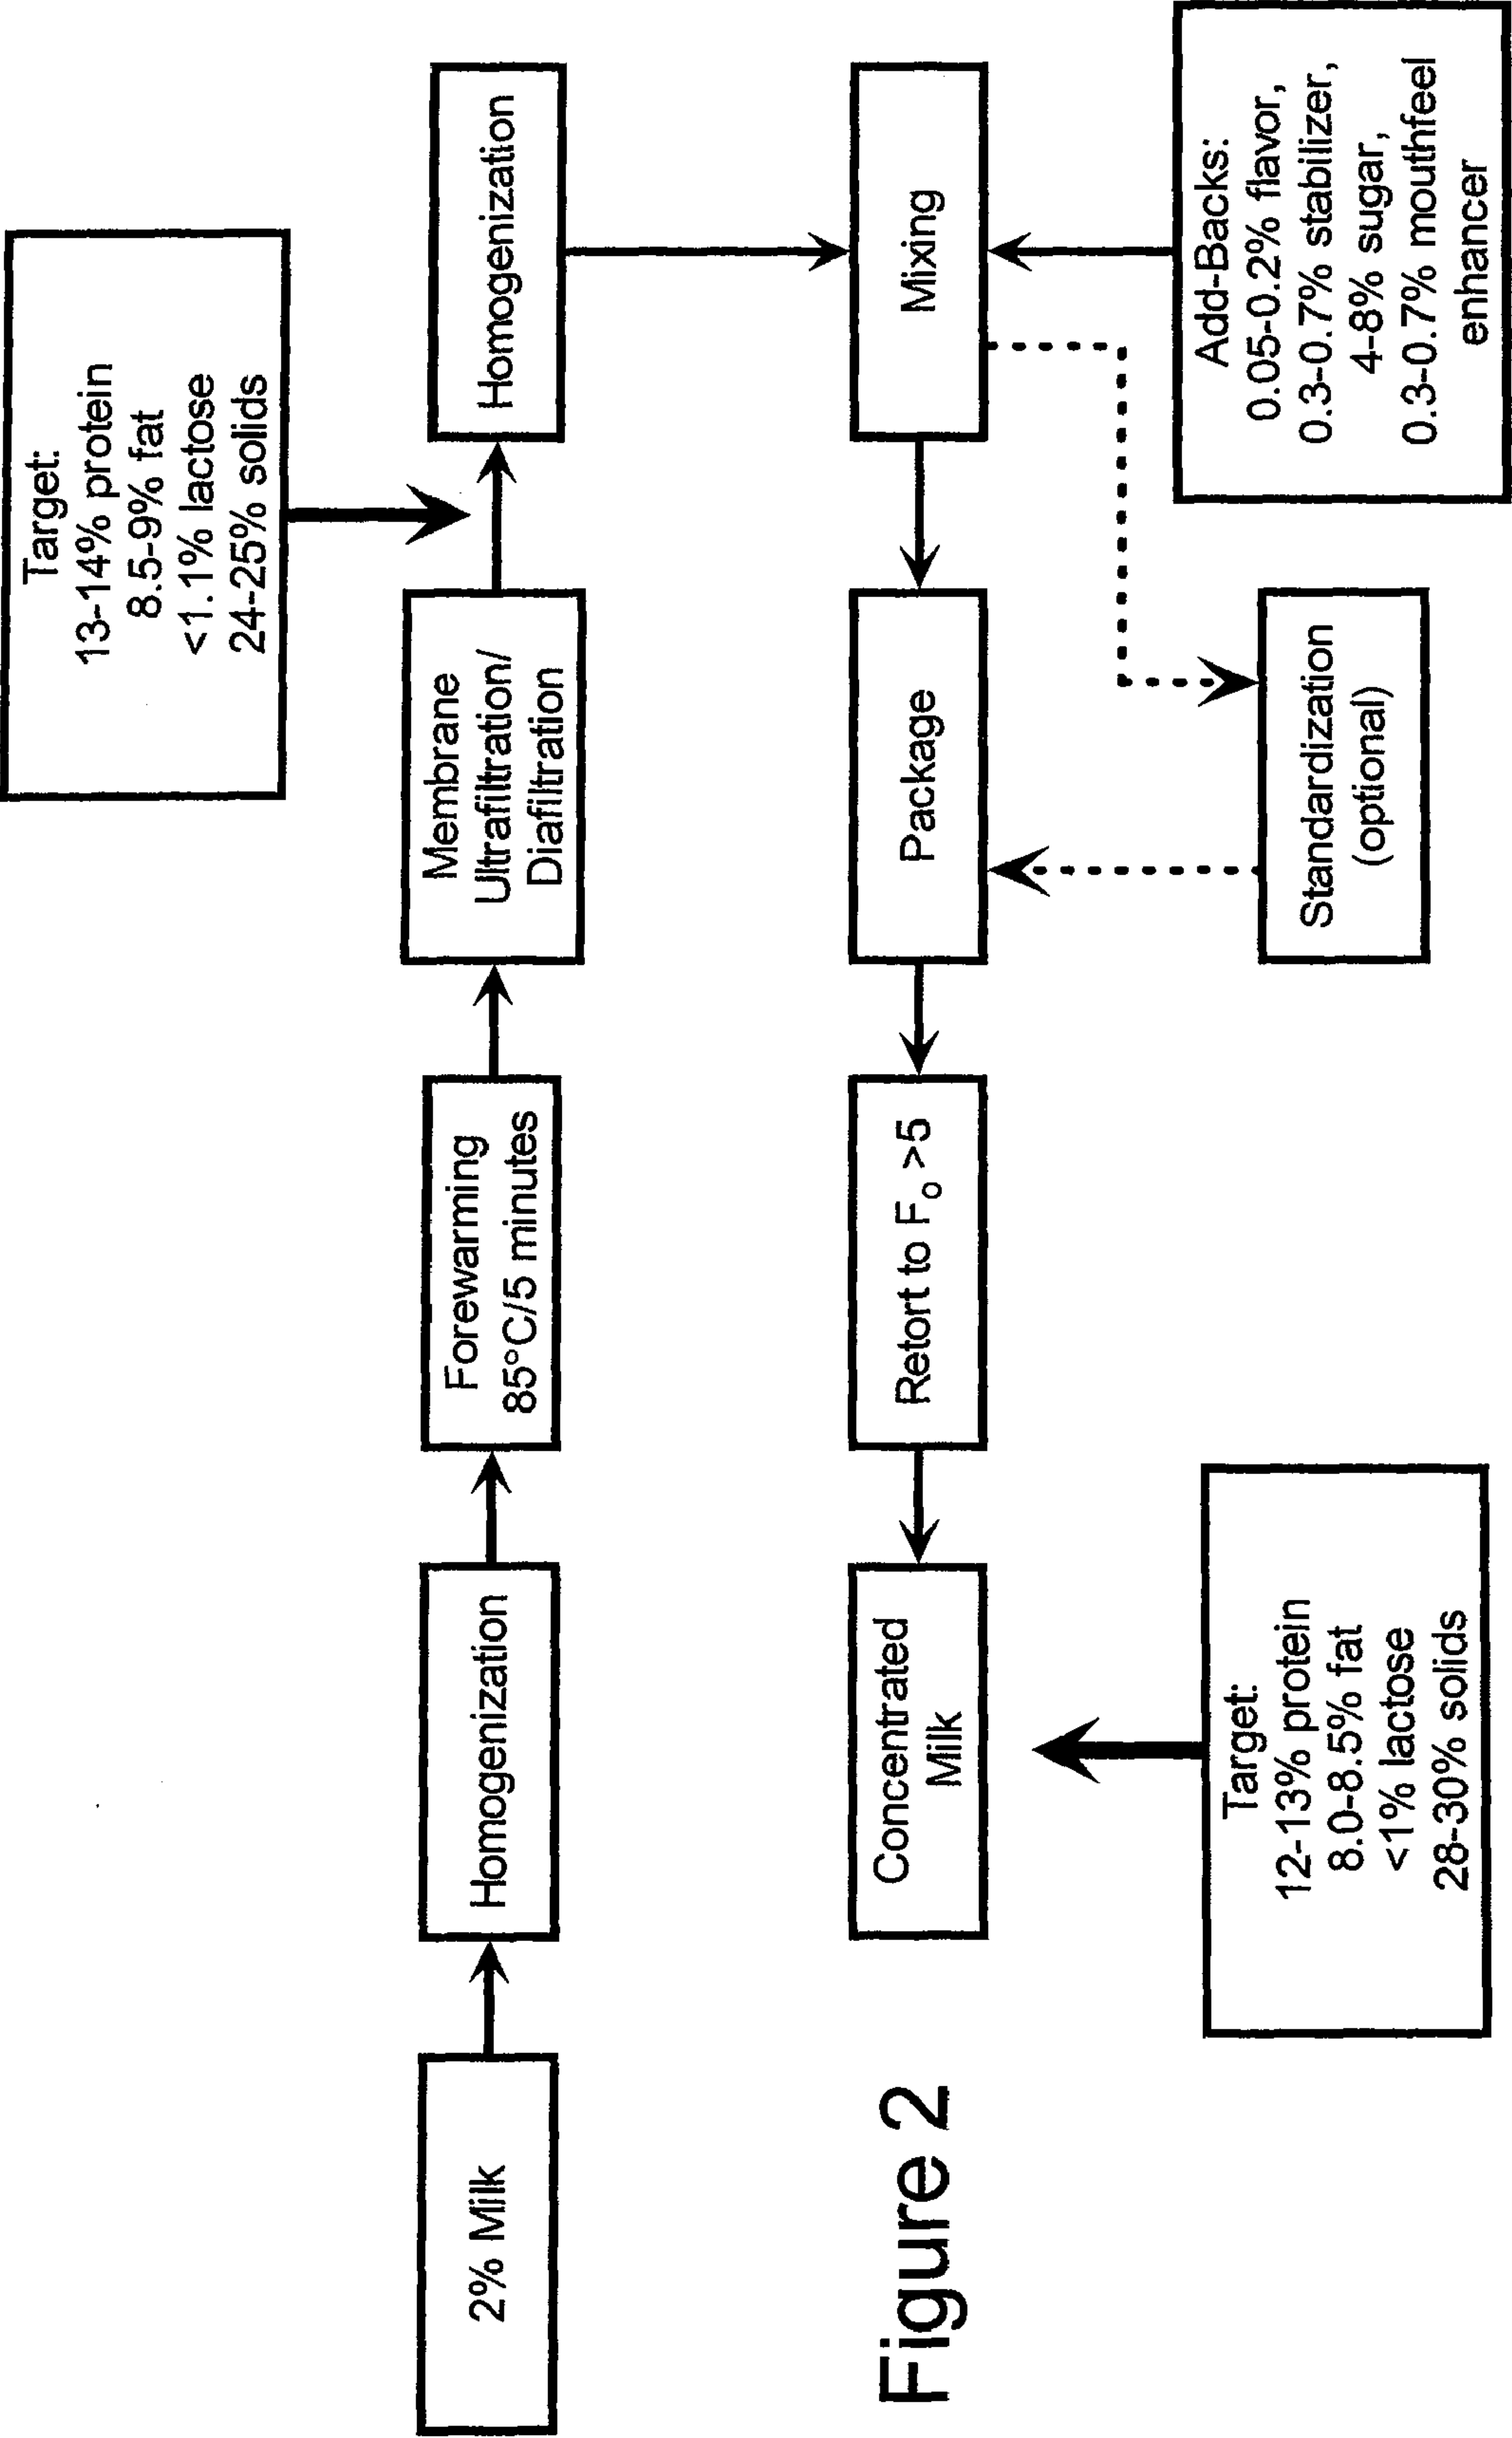 Target:
13-14% protein
8.5-9% fat
<1.1% lactose
24-25% solids
2% Milk
Homogenization
Forewarming
85°C/5 minutes
Membrane
Ultrafiltration/
Diafiltration
Homogenization
Concentrated
Milk
Retort to Fo >5
Package
Mixing
Target:
12-13% protein
8.0-8.5% fat
<1% lactose
28-30% solids
Standardization
(optional)
Add-Backs:
0.05-0.2% flavor,
0.3-0.7% stabilizer,
4-8% sugar,
0.3-0.7% mouthfeel
enhancer
Figure 2